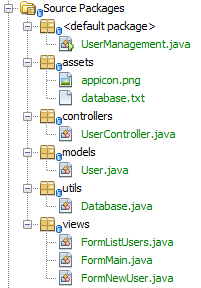 Source Packages
<default package>
UserManagement.java
assets
appicon.png
database.txt
controllers
UserController.java
models
User.java
utils
Database.java
views
FormListUsers.java
FormMain.java
FormNewUser.java